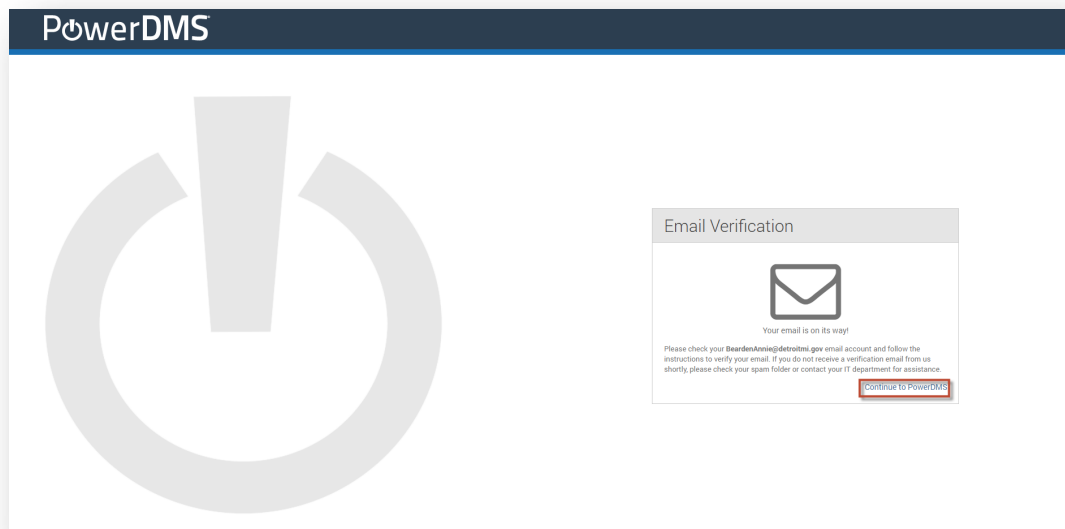 PowerDMS
Email Verification
Your email is on its way!
Please check your BeardenAnnie@detroitmi.gov email account and follow the
instructions to verify your email. If you do not receive a verification email from us
shortly, please check your spam folder or contact your IT department for assistance.
Continue to PowerDMS